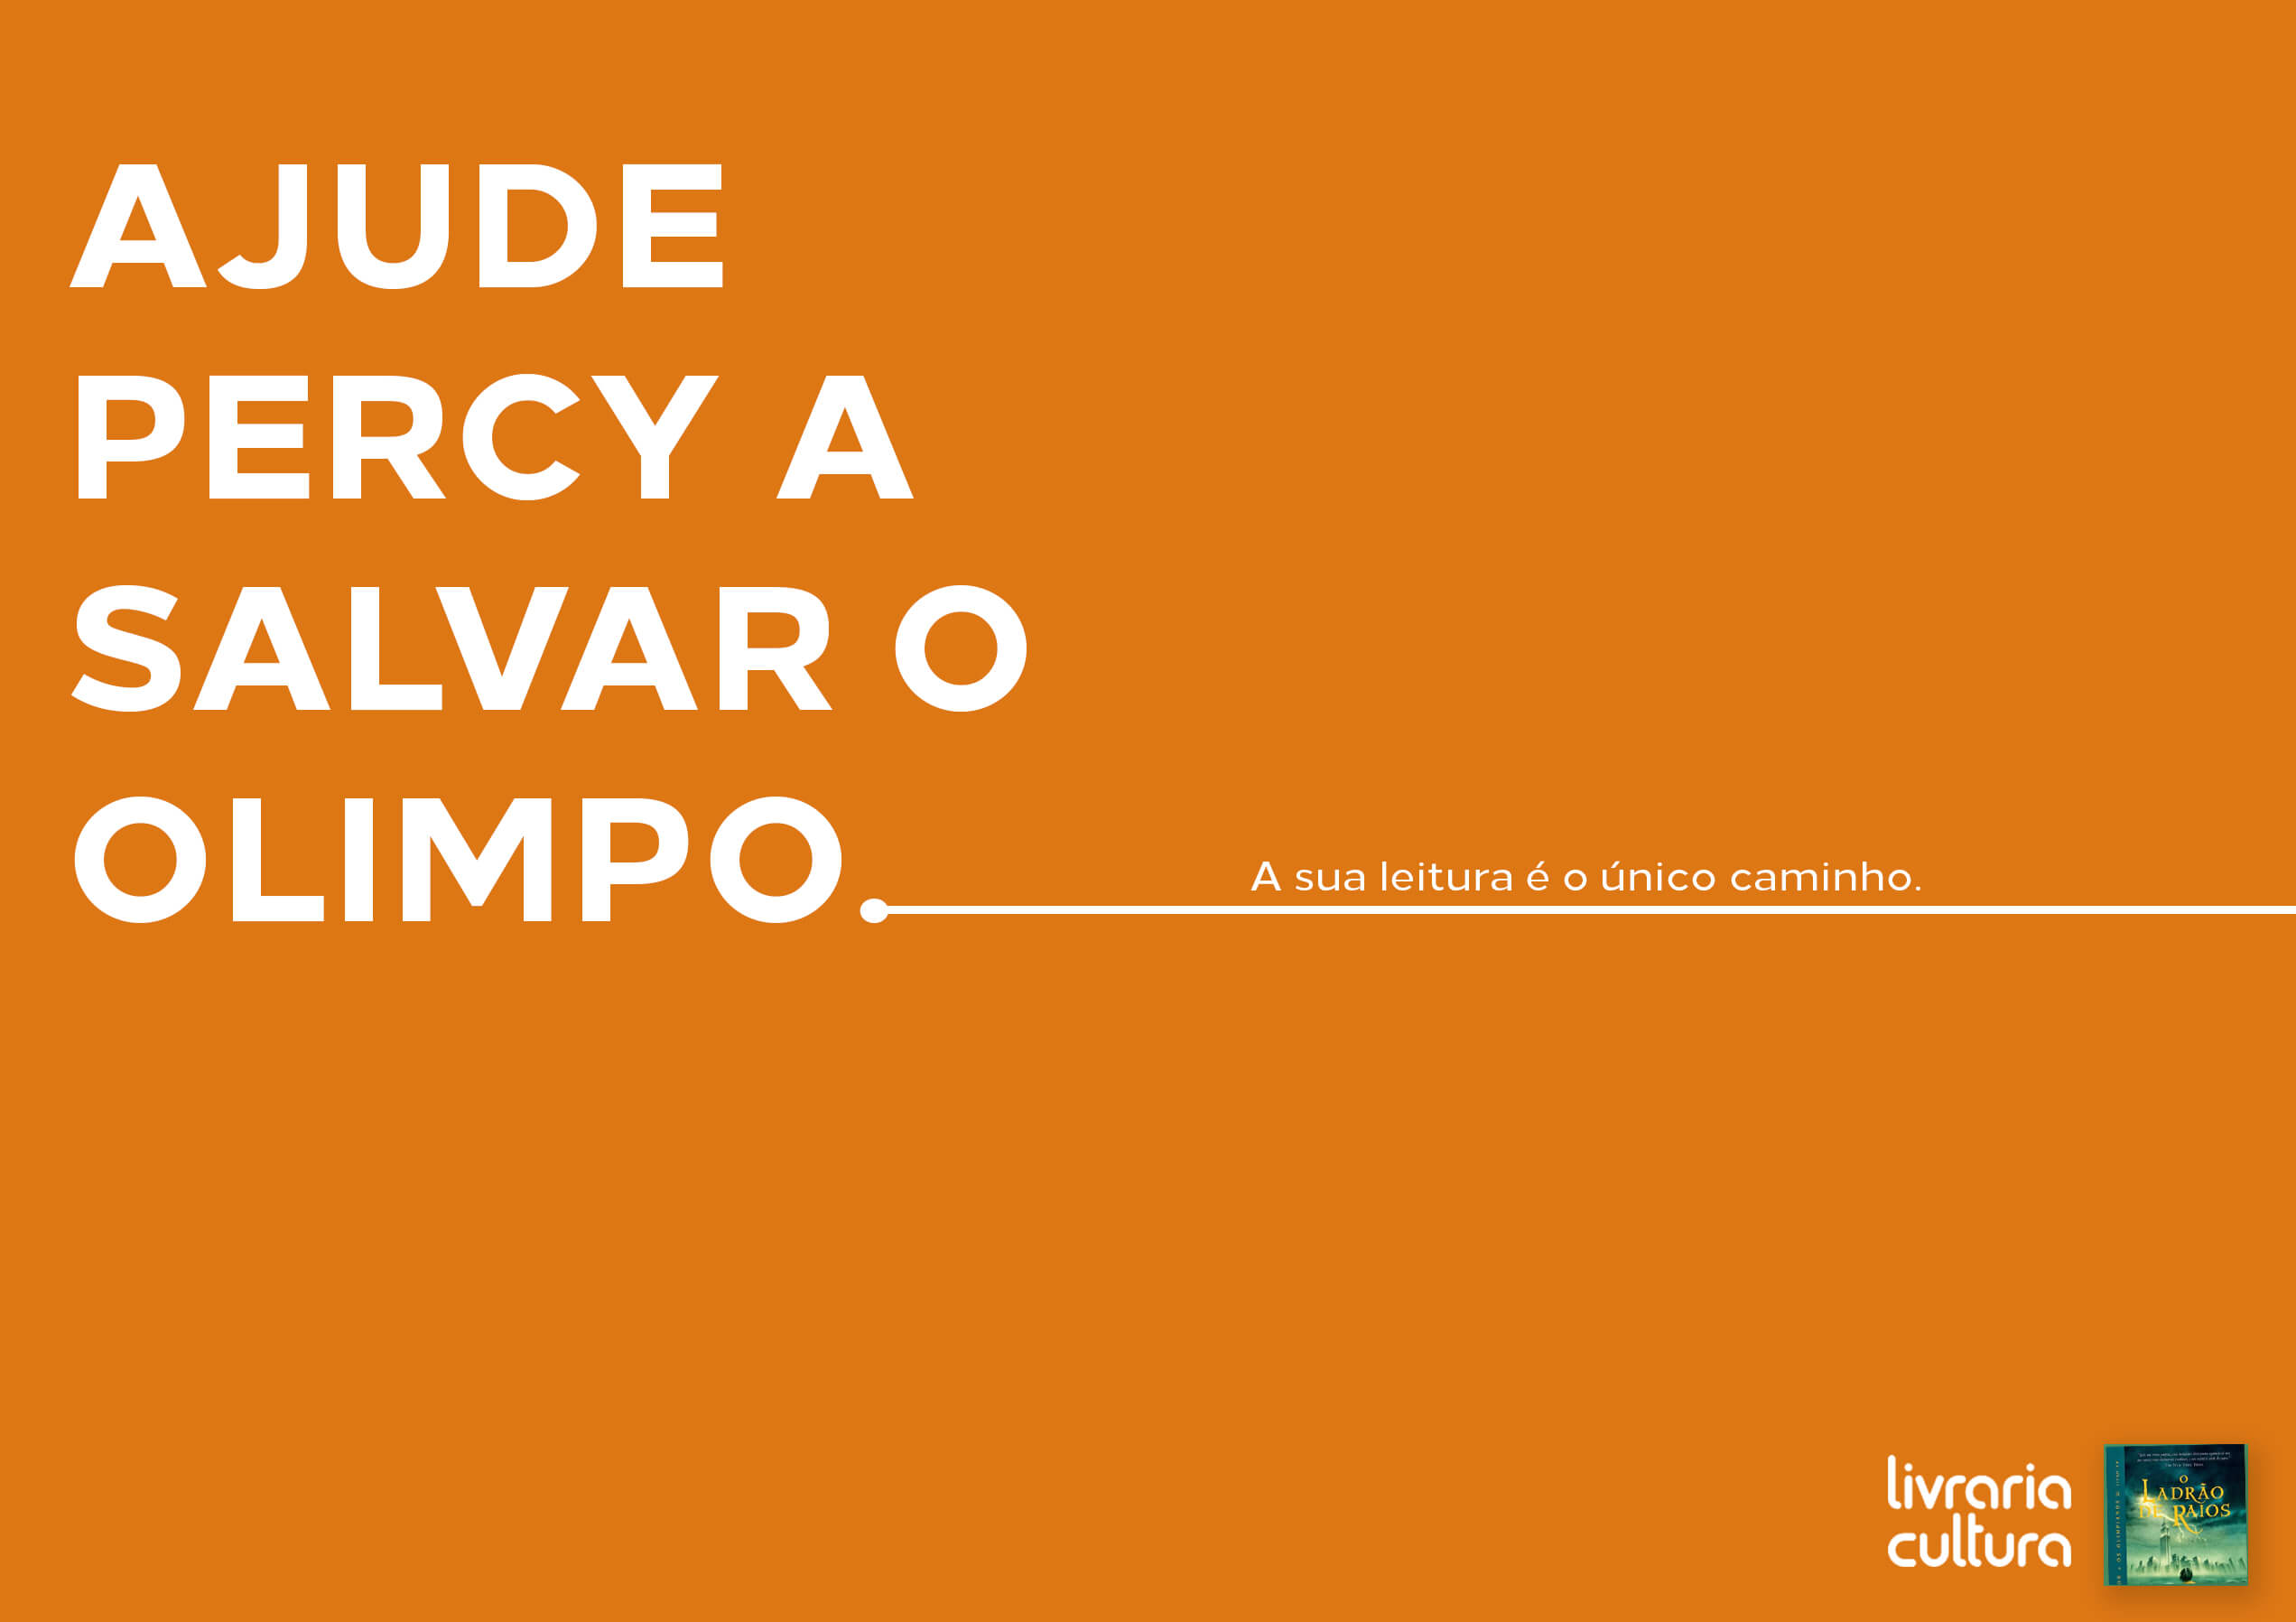 AJUDE
PERCY A
SALVAR O
OLIMPO.
A sua leitura é o único caminho.
livraria
cultura
O
LADRÃO
DE RAIOS